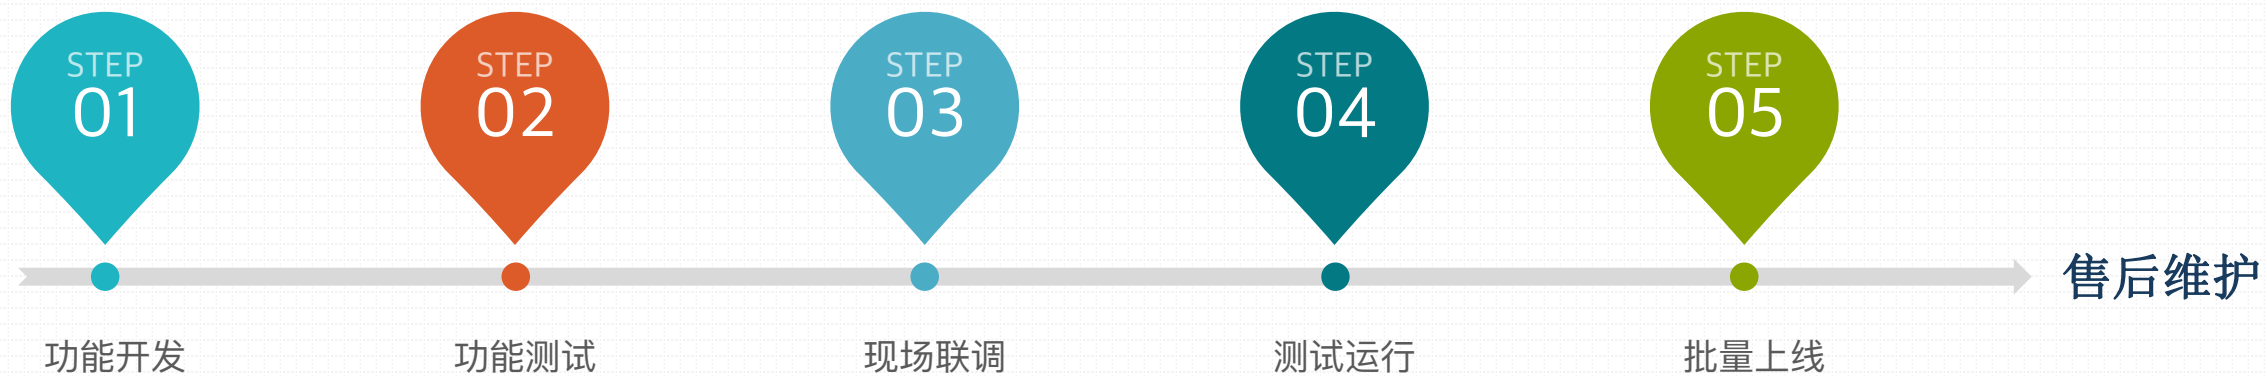 STEP
01
STEP
02
STEP
03
STEP
04
STEP
05
售后维护
功能开发
功能测试
现场联调
测试运行
批量上线